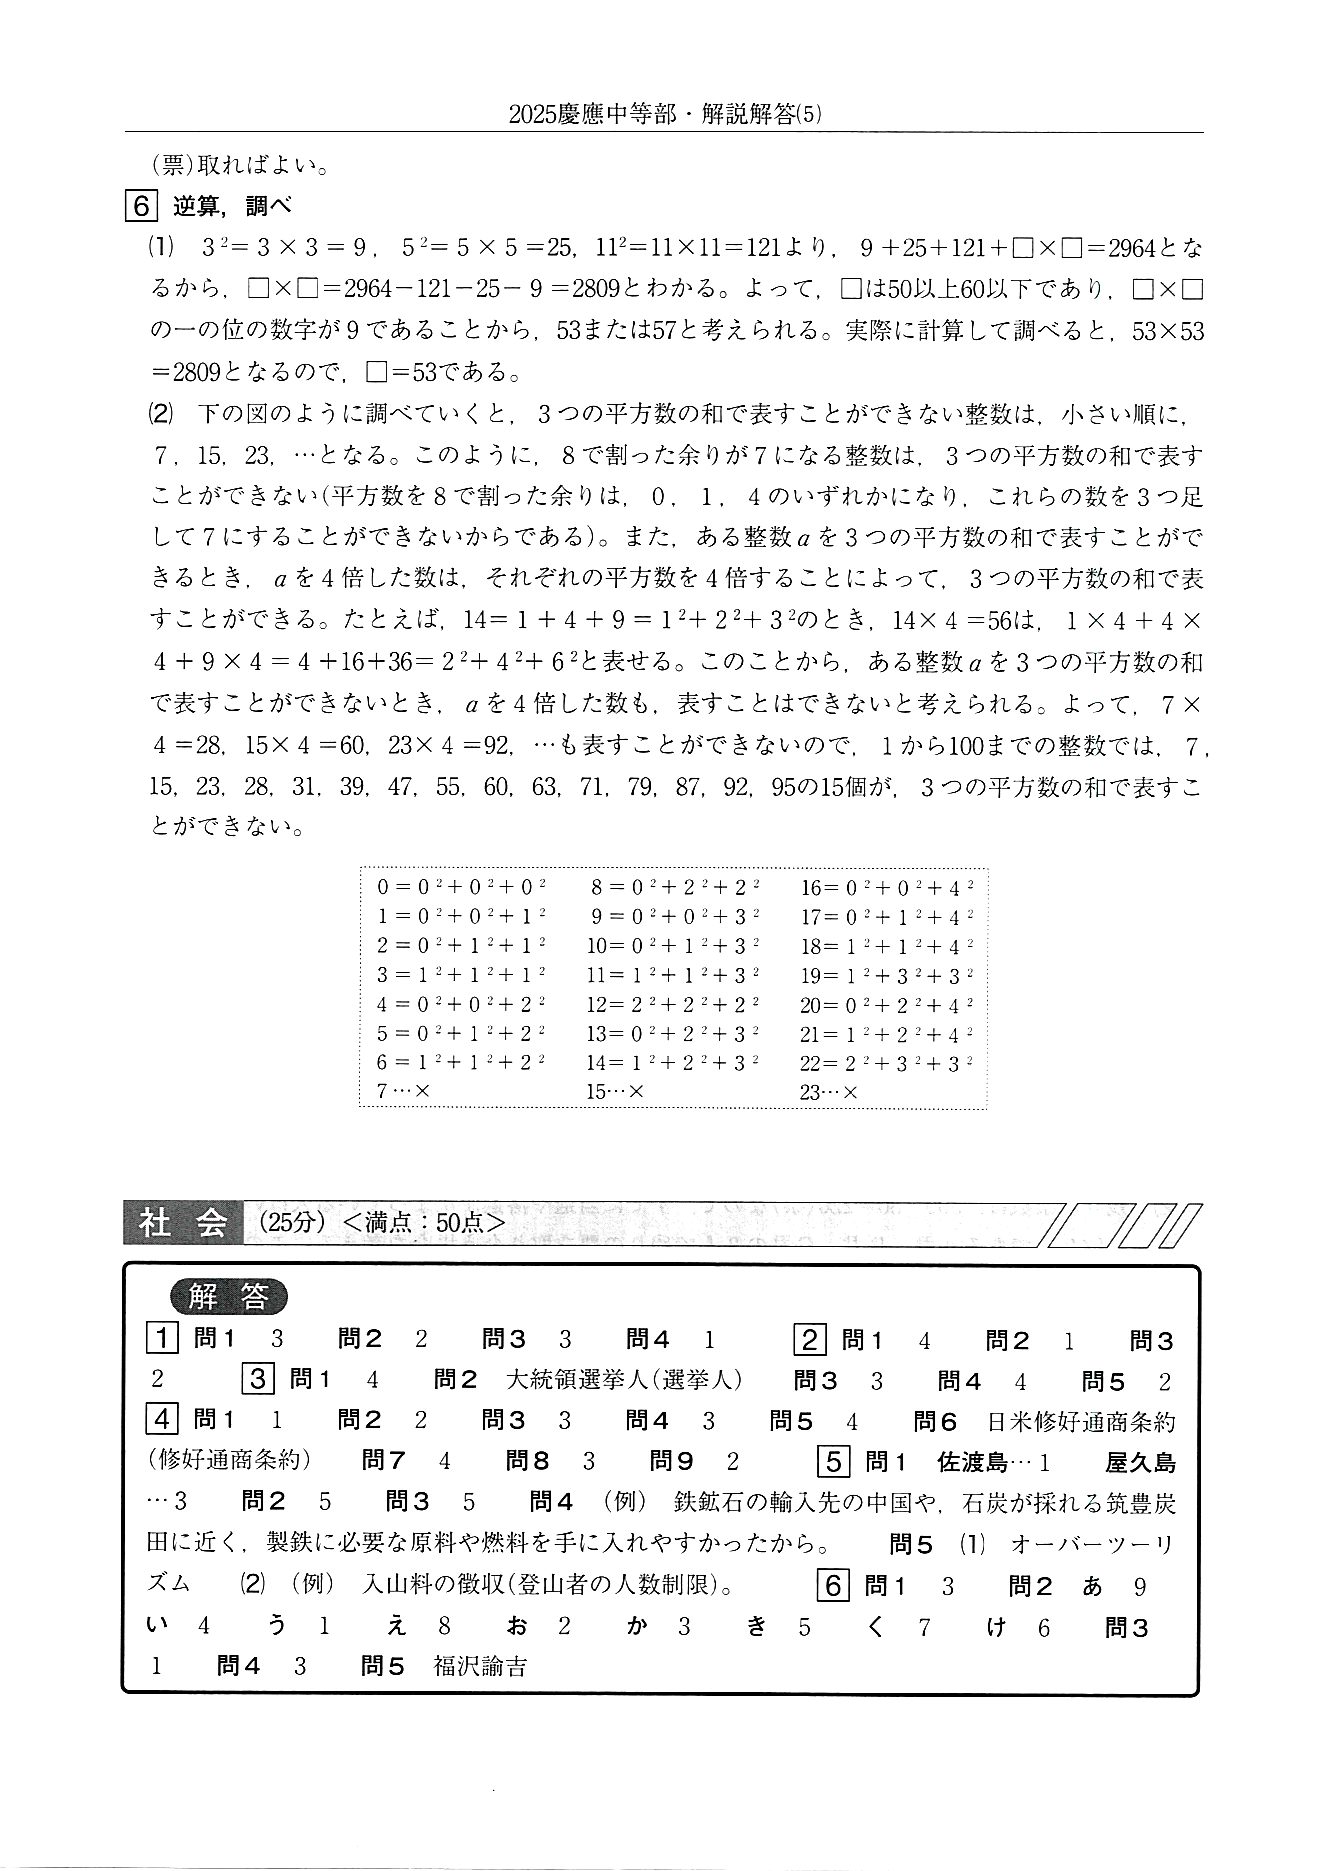 2025慶應中等部・解説解答(5)
(票)取ればよい。
6 逆算，調べ
(1) 3²＝3×3＝9，5²＝5×5＝25，11²＝11×11＝121より，9＋25＋121＋□×□＝2964とな
るから，□×□＝2964－121－25－9＝2809とわかる。よって，□は50以上60以下であり，□×□
の一の位の数字が9であることから，53または57と考えられる。実際に計算して調べると，53×53
＝2809となるので，□＝53である。
(2) 下の図のように調べていくと，3つの平方数の和で表すことができない整数は，小さい順に，
7，15，23，…となる。このように，8で割った余りが7になる整数は，3つの平方数の和で表す
ことができない(平方数を8で割った余りは，0，1，4のいずれかになり，これらの数を3つ足
して7にすることができないからである)。また，ある整数aを3つの平方数の和で表すことがで
きるとき，aを4倍した数は，それぞれの平方数を4倍することによって，3つの平方数の和で表
すことができる。たとえば，14＝1＋4＋9＝1²＋2²＋3²のとき，14×4＝56は，1×4＋4×
4＋9×4＝4＋16＋36＝2²＋4²＋6²と表せる。このことから，ある整数aを3つの平方数の和
で表すことができないとき，aを4倍した数も，表すことはできないと考えられる。よって，7×
4＝28，15×4＝60，23×4＝92，…も表すことができないので，1から100までの整数では，7，
15，23，28，31，39，47，55，60，63，71，79，87，92，95の15個が，3つの平方数の和で表すこ
とができない。
0＝0²＋0²＋0² 8＝0²＋2²＋2² 16＝0²＋0²＋4²
1＝0²＋0²＋1² 9＝0²＋0²＋3² 17＝0²＋1²＋4²
2＝0²＋1²＋1² 10＝0²＋1²＋3² 18＝1²＋1²＋4²
3＝1²＋1²＋1² 11＝1²＋1²＋3² 19＝1²＋3²＋3²
4＝0²＋0²＋2² 12＝2²＋2²＋2² 20＝0²＋2²＋4²
5＝0²＋1²＋2² 13＝0²＋2²＋3² 21＝1²＋2²＋4²
6＝1²＋1²＋2² 14＝1²＋2²＋3² 22＝2²＋3²＋3²
7…× 15…× 23…×
社 会 (25分) ＜満点：50点＞
解 答
1 問1 3 問2 2 問3 3 問4 1 2 問1 4 問2 1 問3
2 3 問1 4 問2 大統領選挙人(選挙人) 問3 3 問4 4 問5 2
4 問1 1 問2 2 問3 3 問4 3 問5 4 問6 日米修好通商条約
(修好通商条約) 問7 4 問8 3 問9 2 5 問1 佐渡島…1 屋久島
…3 問2 5 問3 5 問4 (例) 鉄鉱石の輸入先の中国や，石炭が採れる筑豊炭
田に近く，製鉄に必要な原料や燃料を手に入れやすかったから。 問5 (1) オーバーツーリ
ズム (2) (例) 入山料の徴収(登山者の人数制限)。 6 問1 3 問2 あ 9
い 4 う 1 え 8 お 2 か 3 き 5 く 7 け 6 問3
1 問4 3 問5 福沢諭吉